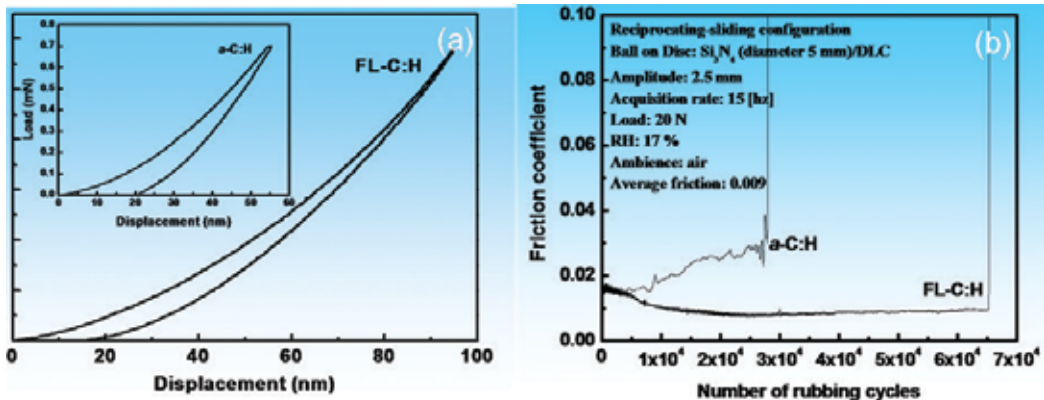 (a)
a-C:H
FL-C:H
Load (mN)
0.8
0.7
0.6
0.5
0.4
0.3
0.2
0.1
0.0
0 10 20 30 40 50 60
Displacement (nm)
0 20 40 60 80 100
Displacement (nm)
(b)
Reciprocating-sliding configuration
Ball on Disc: Si3N4 (diameter 5 mm)/DLC
Amplitude: 2.5 mm
Acquisition rate: 15 [hz]
Load: 20 N
RH: 17 %
Ambience: air
Average friction: 0.009
a-C:H
FL-C:H
Friction coefficient
0.10
0.08
0.06
0.04
0.02
0.00
0 1x10⁴ 2x10⁴ 3x10⁴ 4x10⁴ 5x10⁴ 6x10⁴ 7x10⁴
Number of rubbing cycles